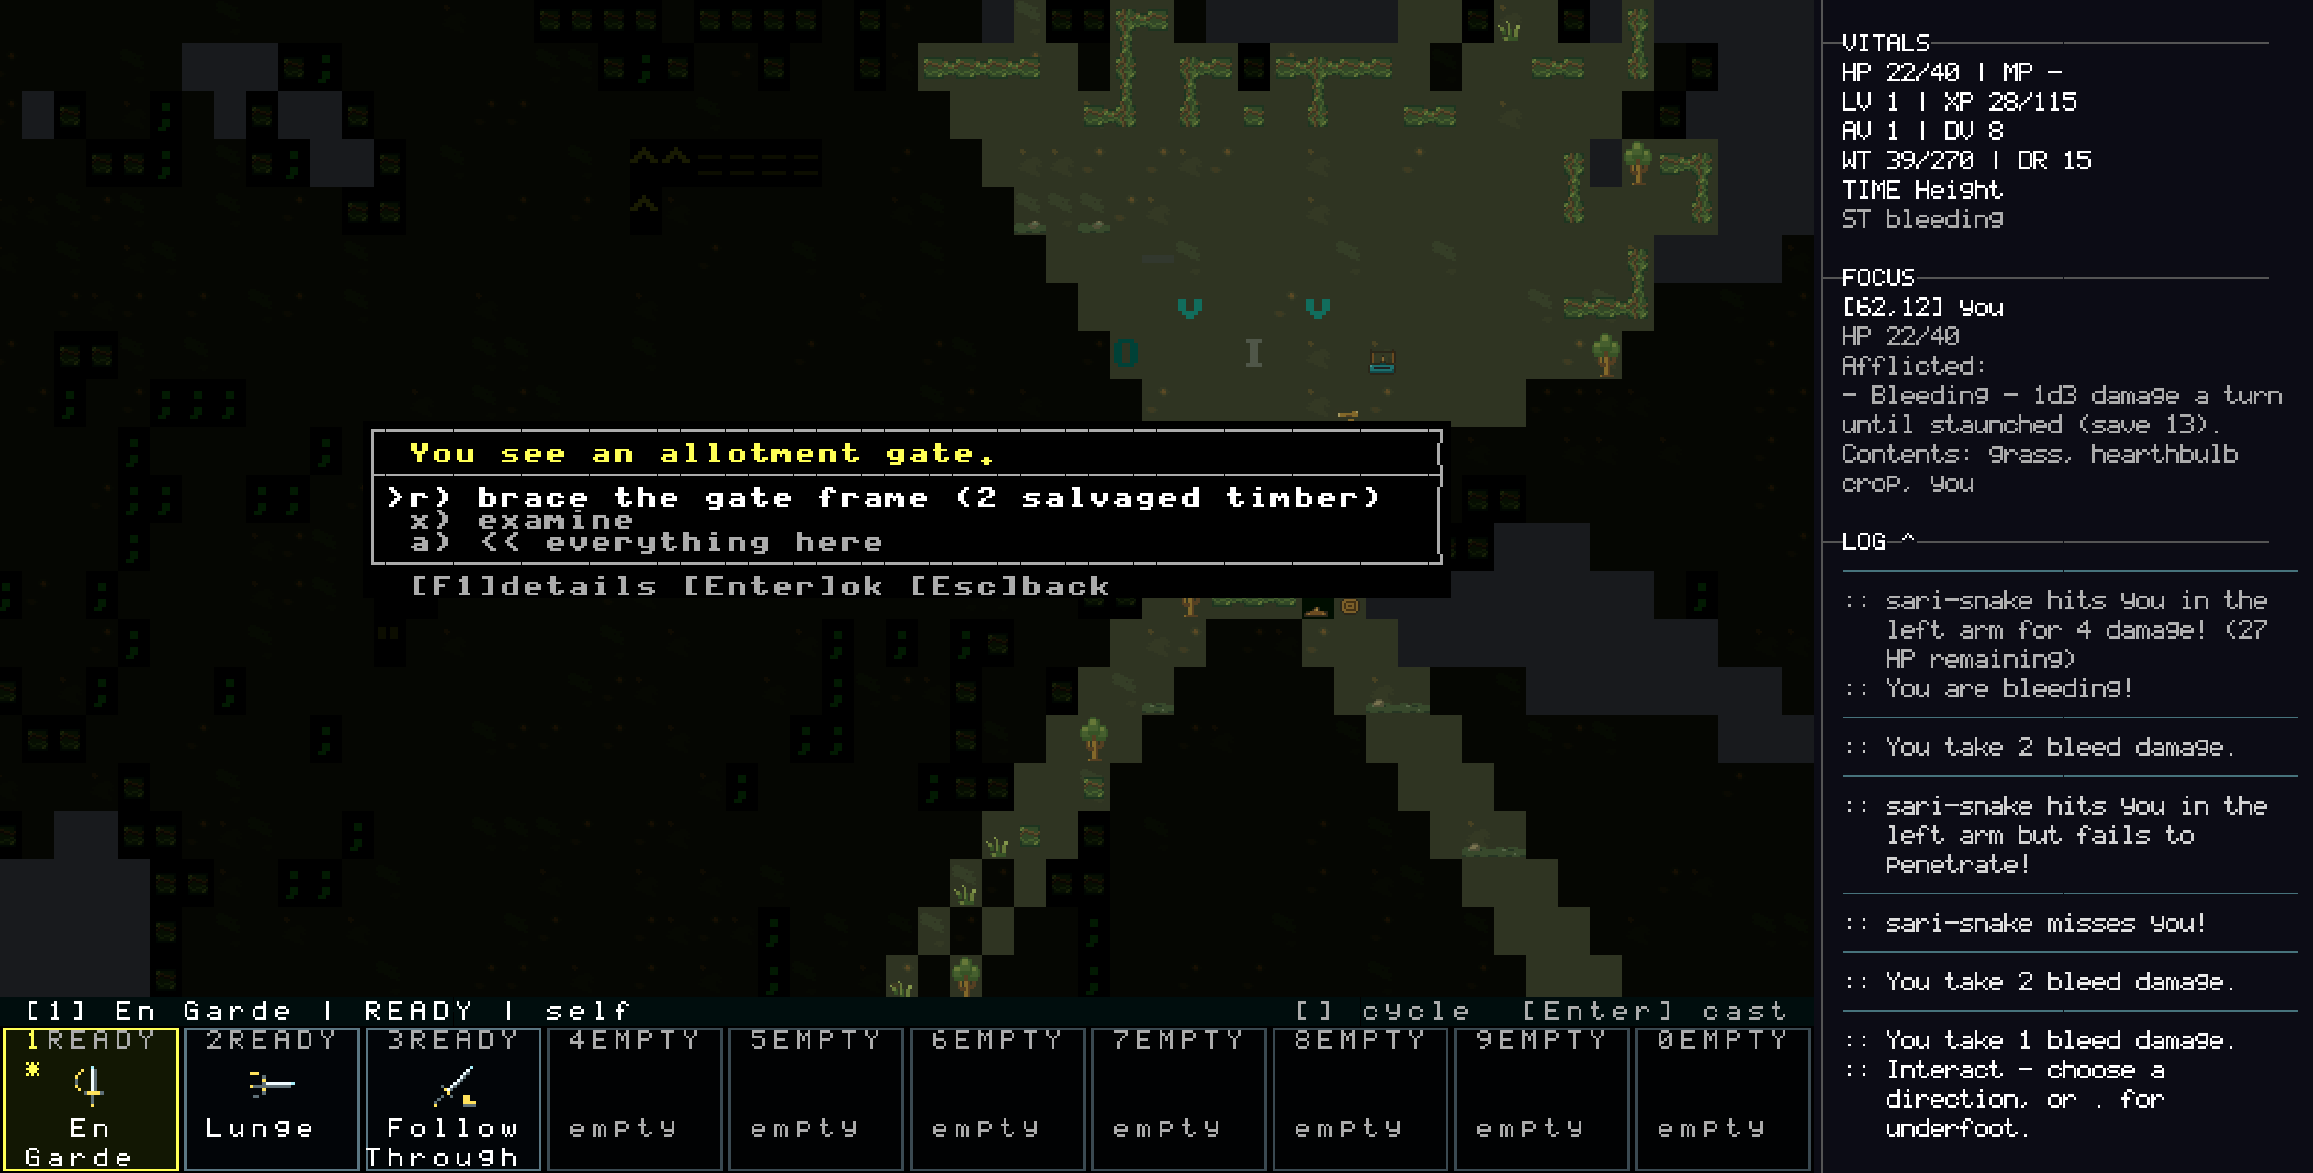 VITALS
HP 22/40 | MP -
LV 1 | XP 28/115
AV 1 | DV 8
WT 39/270 | DR 15
TIME Height
ST bleeding
FOCUS
[62,12] You
HP 22/40
Afflicted:
- Bleeding - 1d3 damage a turn
until staunched (save 13).
Contents: grass, hearthbulb
crop, you
LOG ^
:: sari-snake hits you in the
left arm for 4 damage! (27
HP remaining)
:: You are bleeding!
:: You take 2 bleed damage.
:: sari-snake hits you in the
left arm but fails to
penetrate!
:: sari-snake misses you!
:: You take 2 bleed damage.
:: You take 1 bleed damage.
:: Interact - choose a
direction, or . for
underfoot.
You see an allotment gate.
>r) brace the gate frame (2 salvaged timber)
x) examine
a) << everything here
[F1]details [Enter]ok [Esc]back
[1] En Garde | READY | self
[] cycle [Enter] cast
1READY
En
Garde
2READY
Lunge
3READY
Follow
Through
4EMPTY
empty
5EMPTY
empty
6EMPTY
empty
7EMPTY
empty
8EMPTY
empty
9EMPTY
empty
0EMPTY
empty